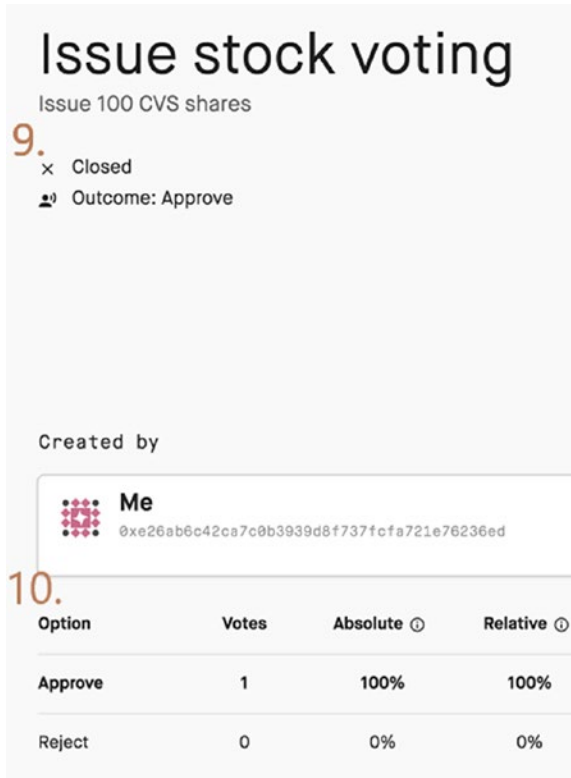 Issue stock voting
Issue 100 CVS shares
9.
× Closed
Outcome: Approve
Created by
Me
0xe26ab6c42ca7c0b3939d8f737fcfa721e76236ed
10.
Option Votes Absolute Relative
Approve 1 100% 100%
Reject 0 0% 0%